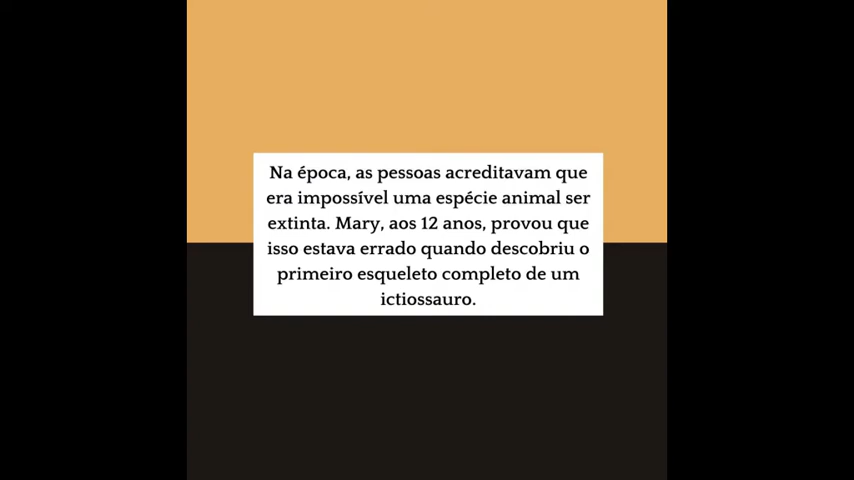 Na época, as pessoas acreditavam que
era impossível uma espécie animal ser
extinta. Mary, aos 12 anos, provou que
isso estava errado quando descobriu o
primeiro esqueleto completo de um
ictiossauro.